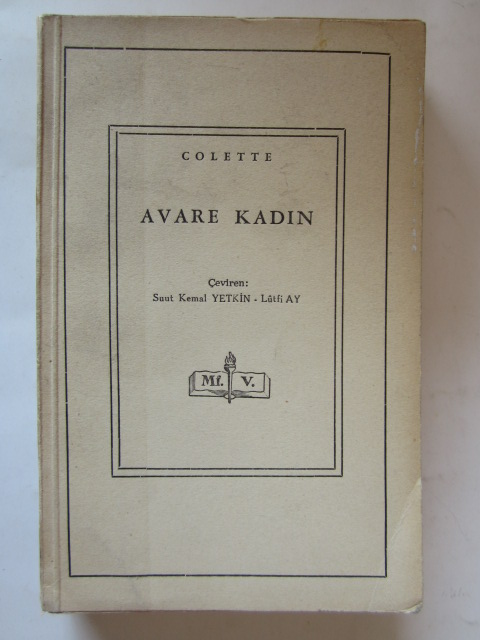 COLETTE
AVARE KADIN
Çeviren:
Suut Kemal YETKİN - Lûtfi AY
Mf. V.